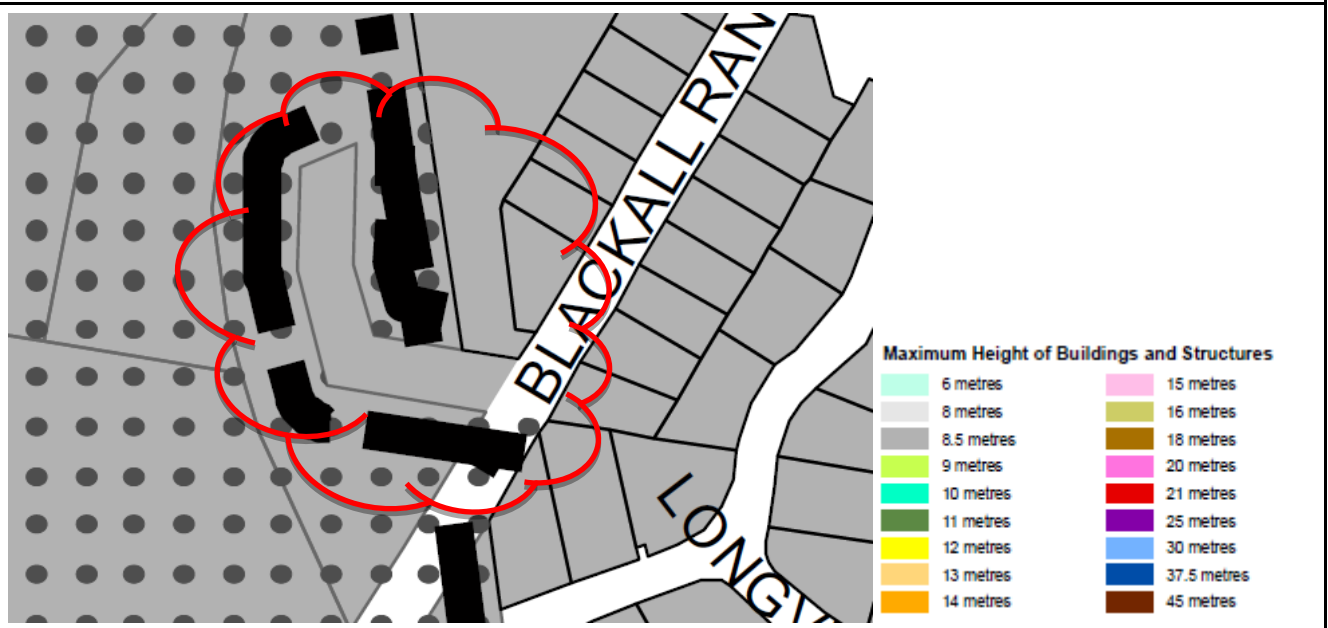 BLACKALL RAN
LONGV
Maximum Height of Buildings and Structures
6 metres
8 metres
8.5 metres
9 metres
10 metres
11 metres
12 metres
13 metres
14 metres
15 metres
16 metres
18 metres
20 metres
21 metres
25 metres
30 metres
37.5 metres
45 metres